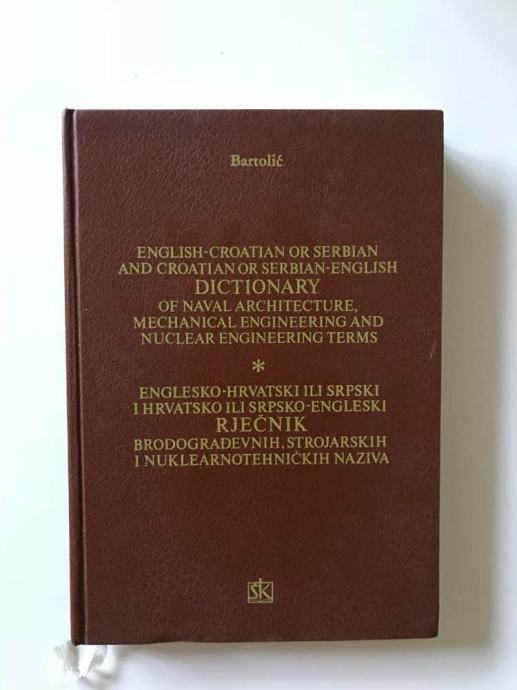 Bartolić
ENGLISH-CROATIAN OR SERBIAN
AND CROATIAN OR SERBIAN-ENGLISH
DICTIONARY
OF NAVAL ARCHITECTURE,
MECHANICAL ENGINEERING AND
NUCLEAR ENGINEERING TERMS
*
ENGLESKO-HRVATSKI ILI SRPSKI
I HRVATSKO ILI SRPSKO-ENGLESKI
RJEČNIK
BRODOGRAĐEVNIH, STROJARSKIH
I NUKLEARNOTEHNIČKIH NAZIVA
ŠK